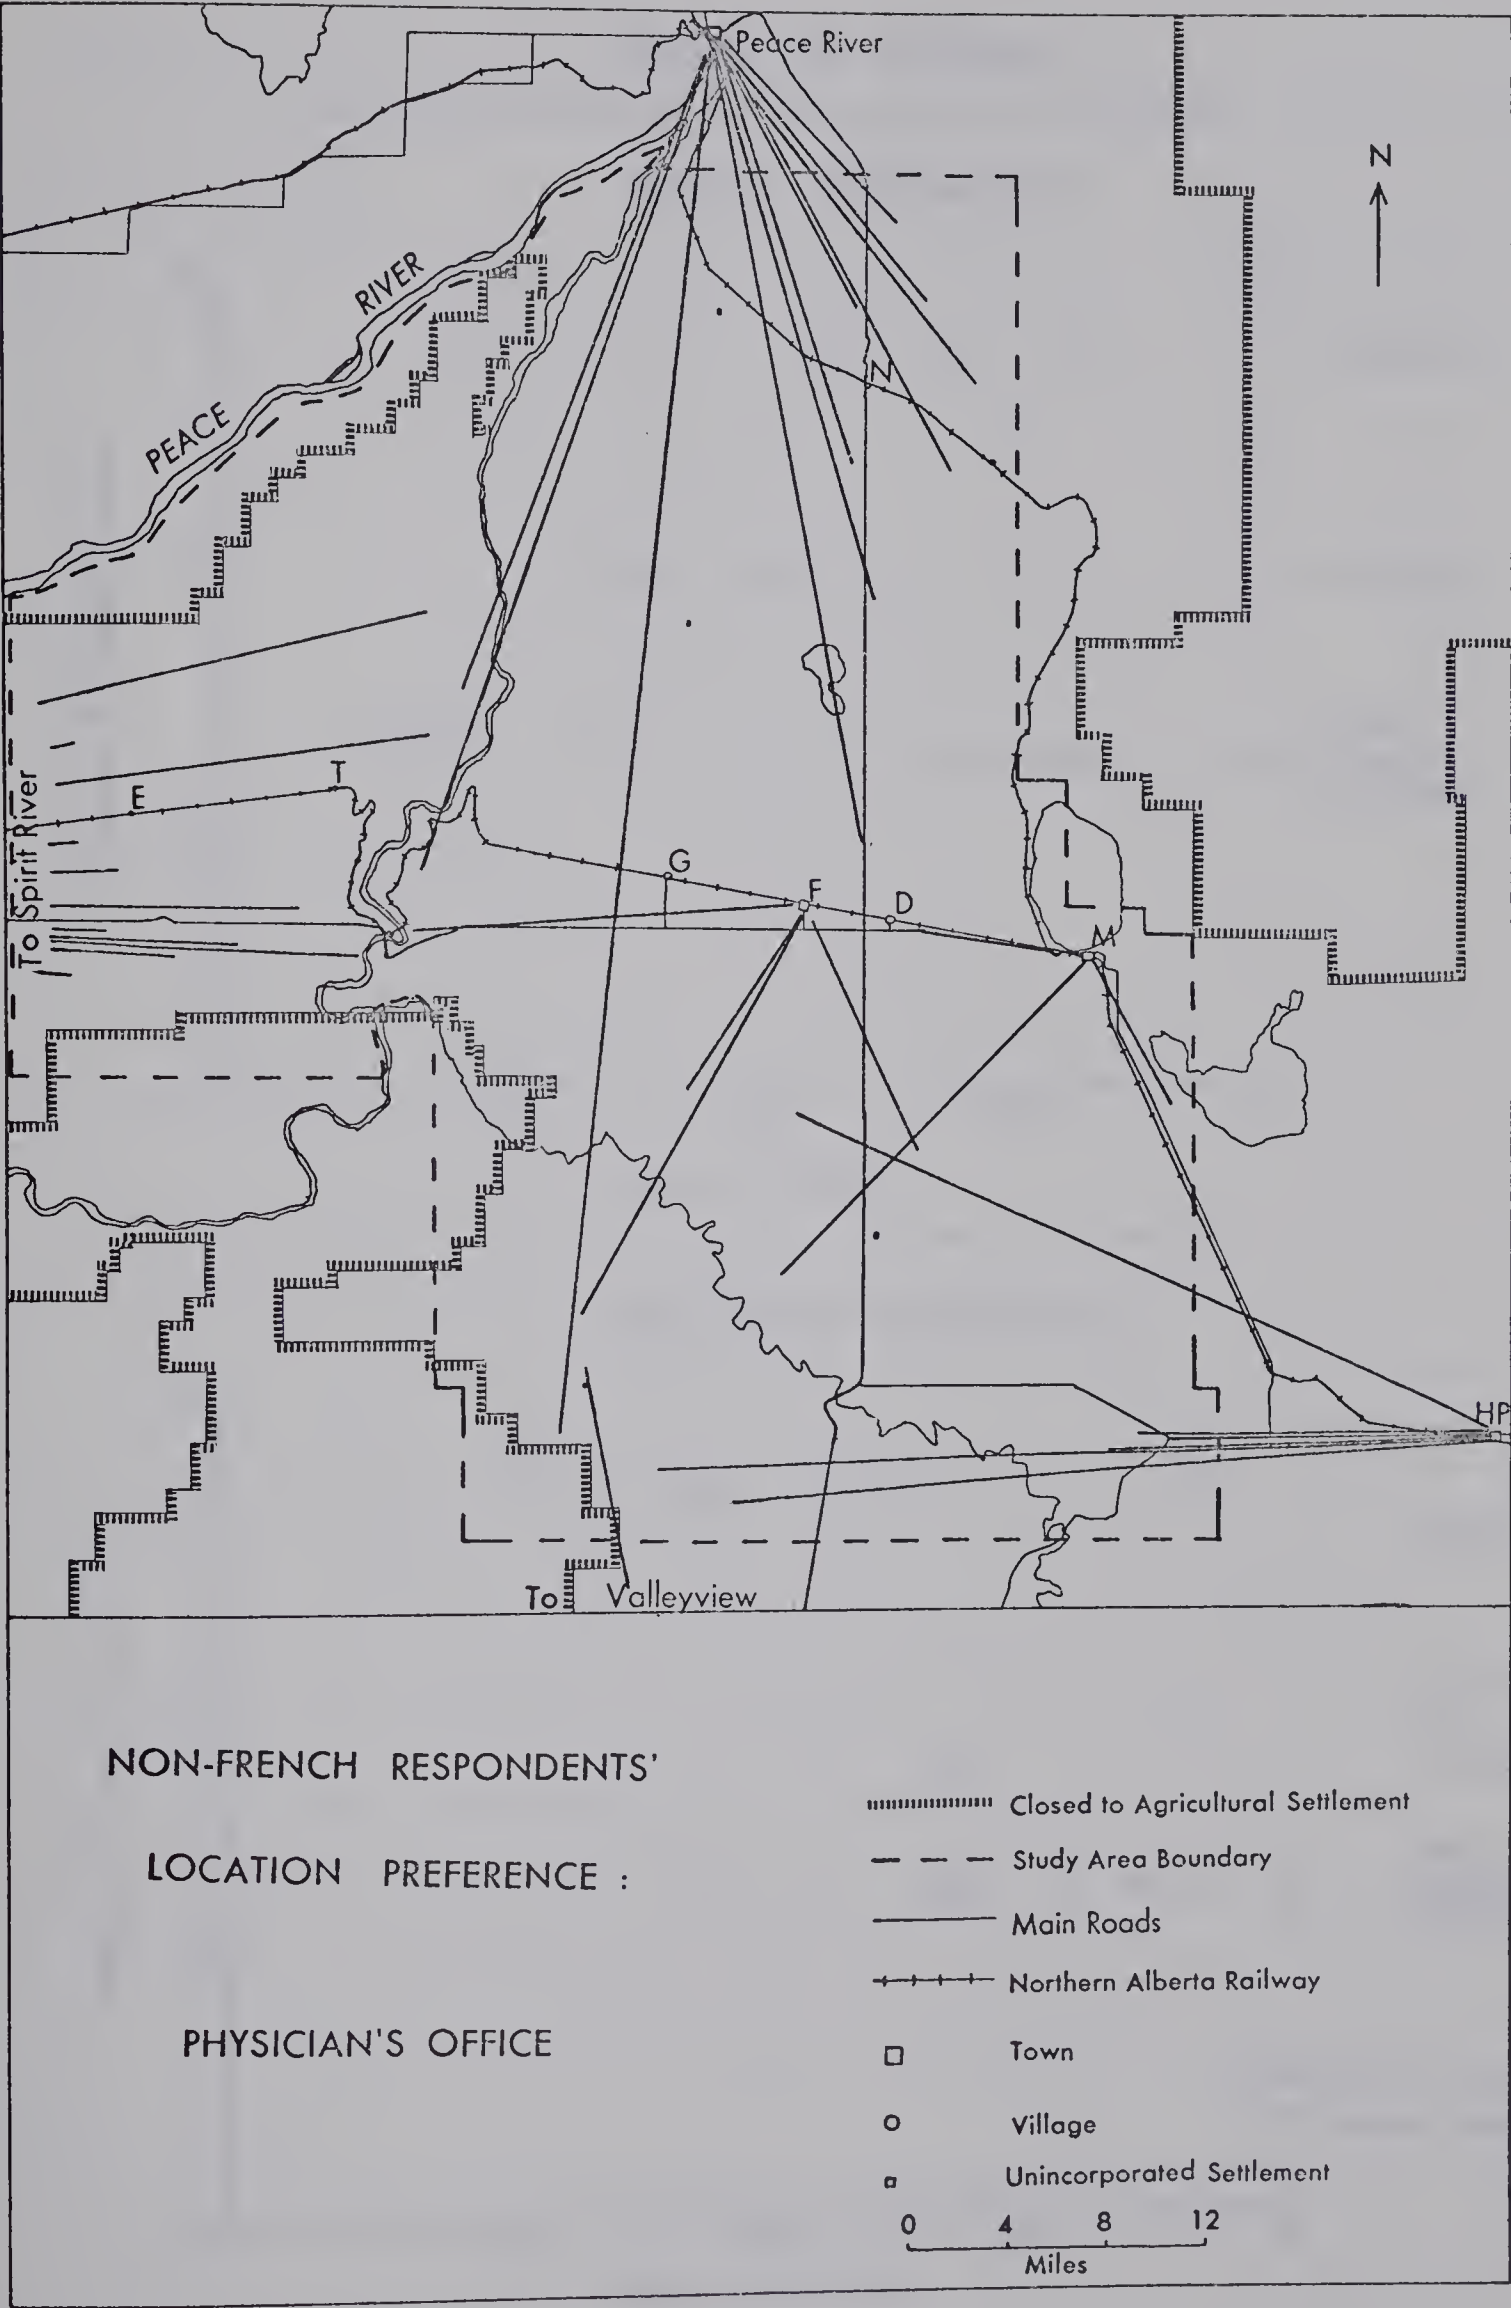 Peace River
N
RIVER
PEACE
N
T
E
To Spirit River
G
F
D
M
HP
To Valleyview
NON-FRENCH RESPONDENTS'
LOCATION PREFERENCE :
PHYSICIAN'S OFFICE
Closed to Agricultural Settlement
Study Area Boundary
Main Roads
Northern Alberta Railway
Town
Village
Unincorporated Settlement
0 4 8 12
Miles